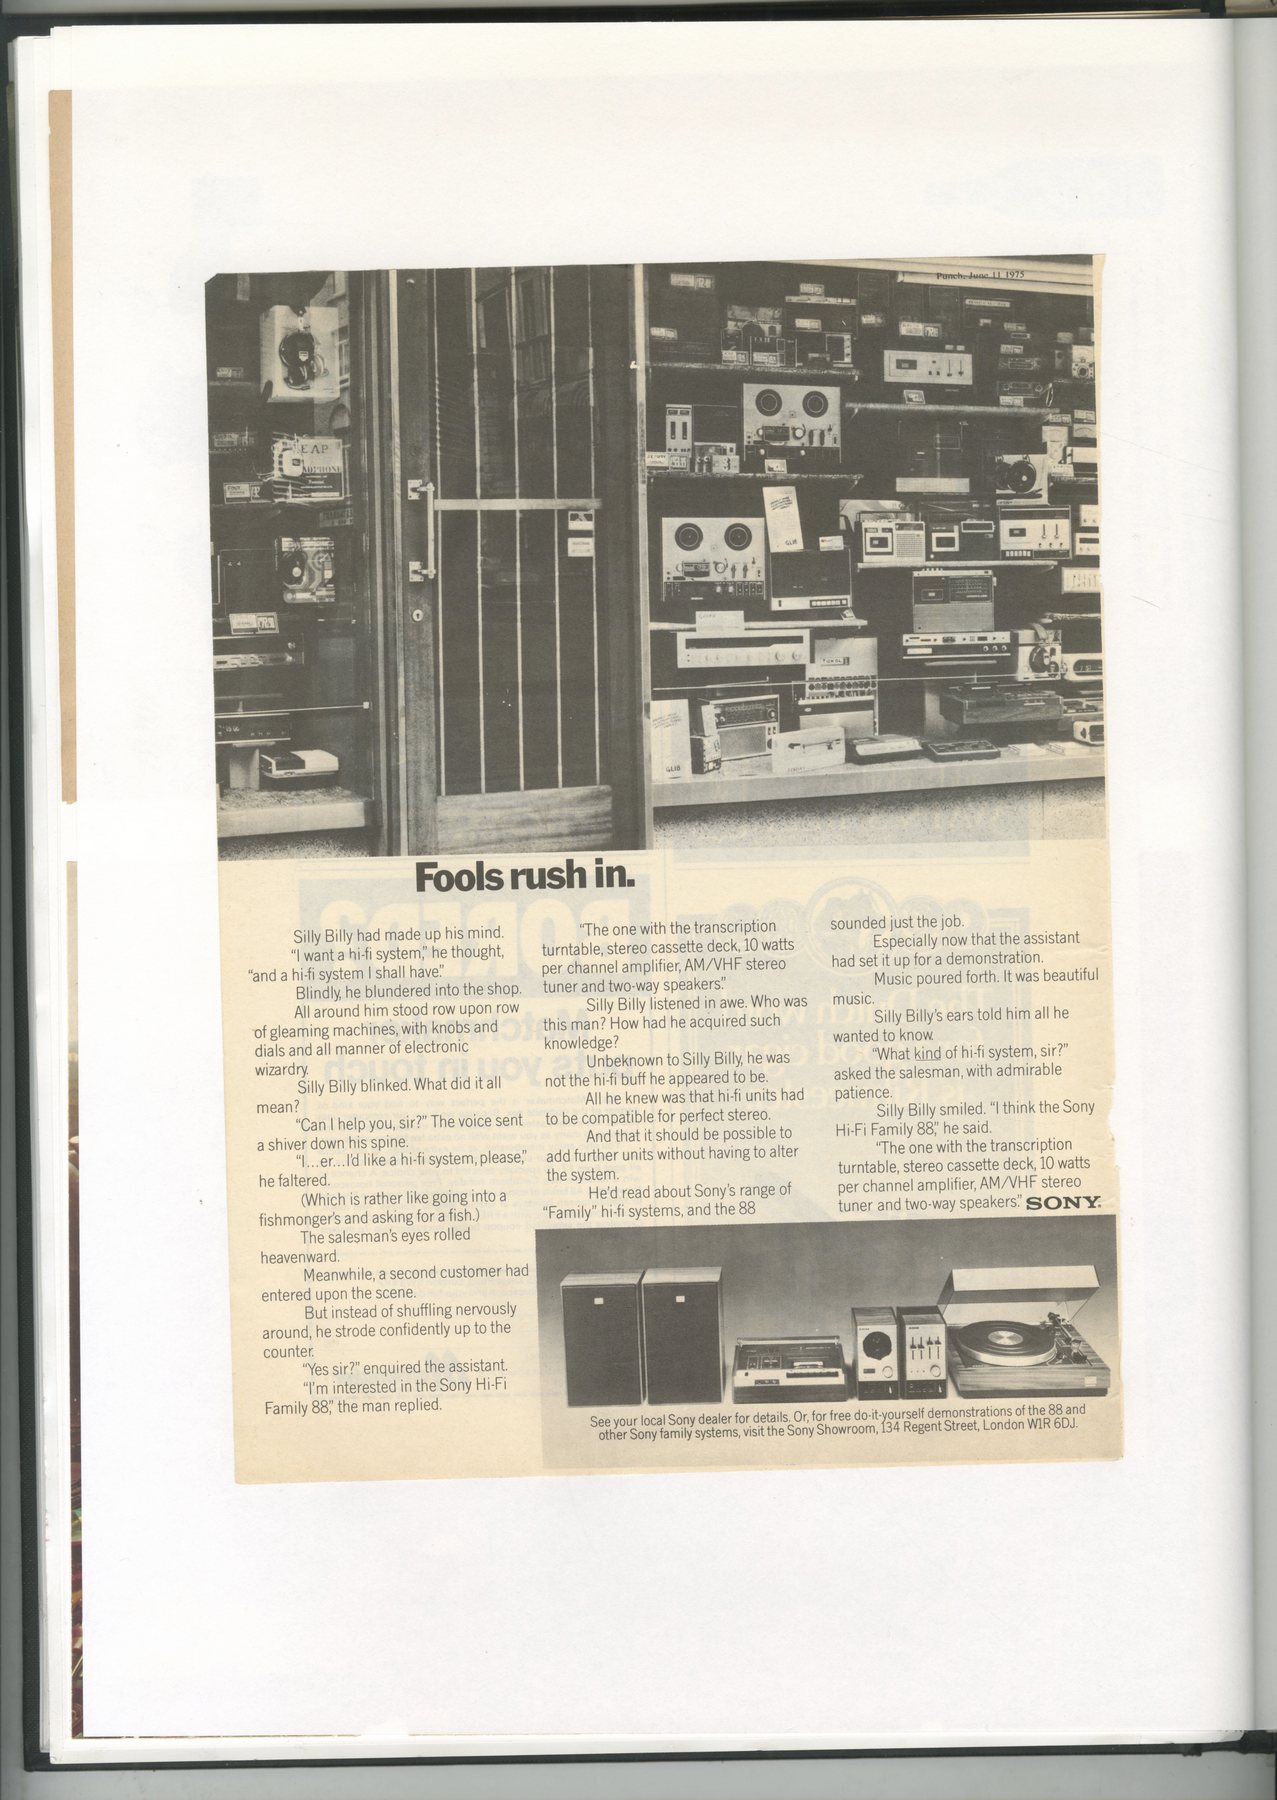 Punch, June 11 1975
GLIB
GLIB
Fools rush in.
Silly Billy had made up his mind.
“I want a hi-fi system,” he thought,
“and a hi-fi system I shall have.”
Blindly, he blundered into the shop.
All around him stood row upon row
of gleaming machines, with knobs and
dials and all manner of electronic
wizardry.
Silly Billy blinked. What did it all
mean?
“Can I help you, sir?” The voice sent
a shiver down his spine.
“I...er...I'd like a hi-fi system, please,”
he faltered.
(Which is rather like going into a
fishmonger's and asking for a fish.)
The salesman's eyes rolled
heavenward.
Meanwhile, a second customer had
entered upon the scene.
But instead of shuffling nervously
around, he strode confidently up to the
counter.
“Yes sir?” enquired the assistant.
“I'm interested in the Sony Hi-Fi
Family 88,” the man replied.
“The one with the transcription
turntable, stereo cassette deck, 10 watts
per channel amplifier, AM/VHF stereo
tuner and two-way speakers.”
Silly Billy listened in awe. Who was
this man? How had he acquired such
knowledge?
Unbeknown to Silly Billy, he was
not the hi-fi buff he appeared to be.
All he knew was that hi-fi units had
to be compatible for perfect stereo.
And that it should be possible to
add further units without having to alter
the system.
He'd read about Sony's range of
“Family” hi-fi systems, and the 88
sounded just the job.
Especially now that the assistant
had set it up for a demonstration.
Music poured forth. It was beautiful
music.
Silly Billy's ears told him all he
wanted to know.
“What kind of hi-fi system, sir?”
asked the salesman, with admirable
patience.
Silly Billy smiled. “I think the Sony
Hi-Fi Family 88,” he said.
“The one with the transcription
turntable, stereo cassette deck, 10 watts
per channel amplifier, AM/VHF stereo
tuner and two-way speakers.” SONY.
See your local Sony dealer for details. Or, for free do-it-yourself demonstrations of the 88 and
other Sony family systems, visit the Sony Showroom, 134 Regent Street, London W1R 6DJ.